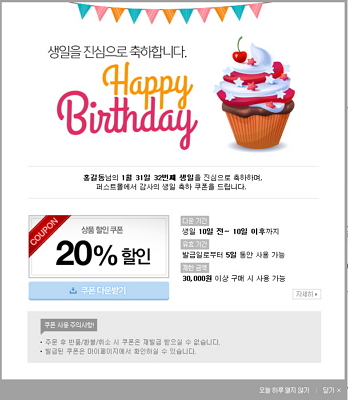 생일을 진심으로 축하합니다.
Happy
Birthday
홍길동님의 1월 31일 32번째 생일을 진심으로 축하하며,
퍼스트몰에서 감사의 생일 축하 쿠폰을 드립니다.
COUPON
상품 할인 쿠폰
20% 할인
쿠폰 다운받기
다운 기간
생일 10일 전~ 10일 이후까지
유효 기간
발급일로부터 5일 동안 사용 가능
제한 금액
30,000원 이상 구매 시 사용 가능
자세히
쿠폰 사용 주의사항!
• 주문 후 반품/환불/취소 시 쿠폰은 재발급 받으실 수 없습니다.
• 발급된 쿠폰은 마이페이지에서 확인하실 수 있습니다.
오늘 하루 열지 않기 | 닫기 ×